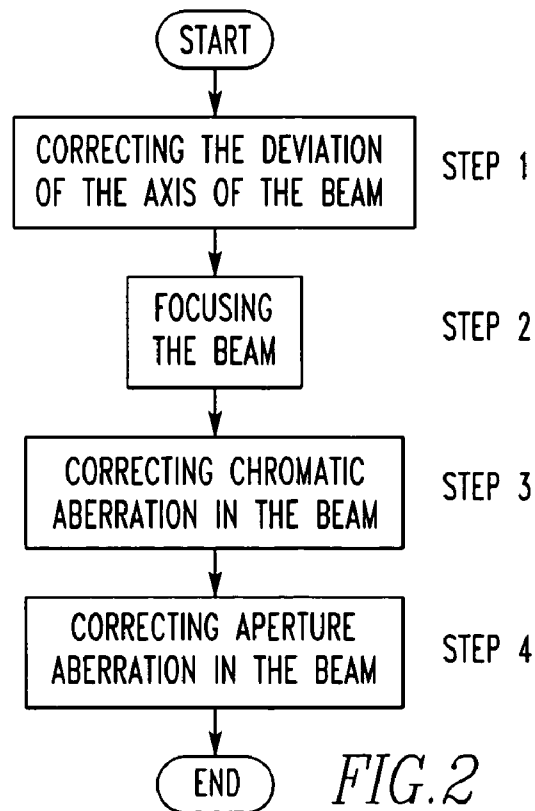 START
CORRECTING THE DEVIATION
OF THE AXIS OF THE BEAM
STEP 1
FOCUSING
THE BEAM
STEP 2
CORRECTING CHROMATIC
ABERRATION IN THE BEAM
STEP 3
CORRECTING APERTURE
ABERRATION IN THE BEAM
STEP 4
END
FIG.2